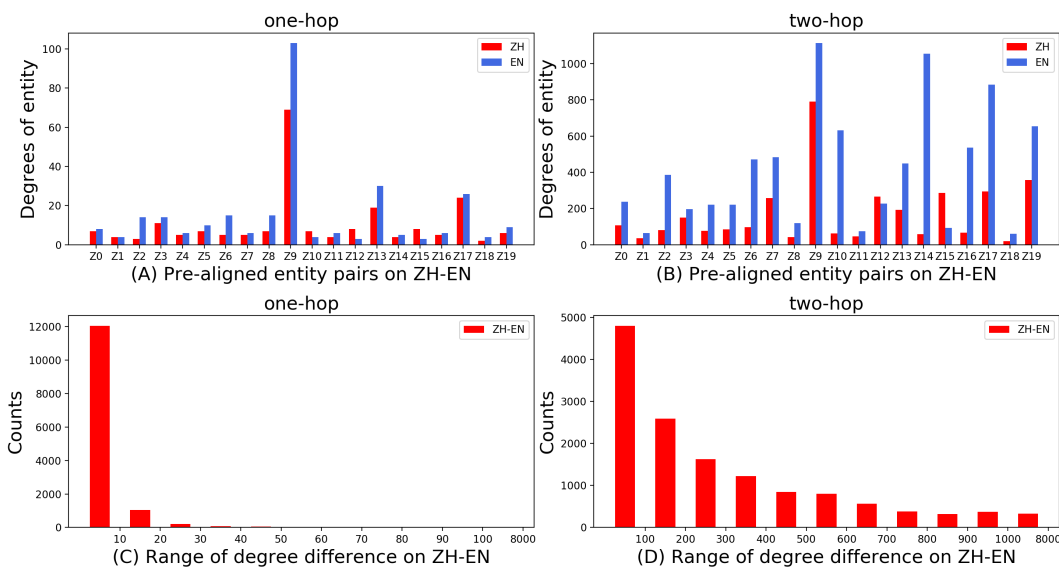 one-hop
100
80
60
40
20
0
Degrees of entity
ZH
EN
Z0 Z1 Z2 Z3 Z4 Z5 Z6 Z7 Z8 Z9 Z10 Z11 Z12 Z13 Z14 Z15 Z16 Z17 Z18 Z19
(A) Pre-aligned entity pairs on ZH-EN
two-hop
1000
800
600
400
200
0
Degrees of entity
ZH
EN
Z0 Z1 Z2 Z3 Z4 Z5 Z6 Z7 Z8 Z9 Z10 Z11 Z12 Z13 Z14 Z15 Z16 Z17 Z18 Z19
(B) Pre-aligned entity pairs on ZH-EN
one-hop
12000
10000
8000
6000
4000
2000
0
Counts
ZH-EN
10 20 30 40 50 60 70 80 90 100 8000
(C) Range of degree difference on ZH-EN
two-hop
5000
4000
3000
2000
1000
0
Counts
ZH-EN
100 200 300 400 500 600 700 800 900 1000 8000
(D) Range of degree difference on ZH-EN